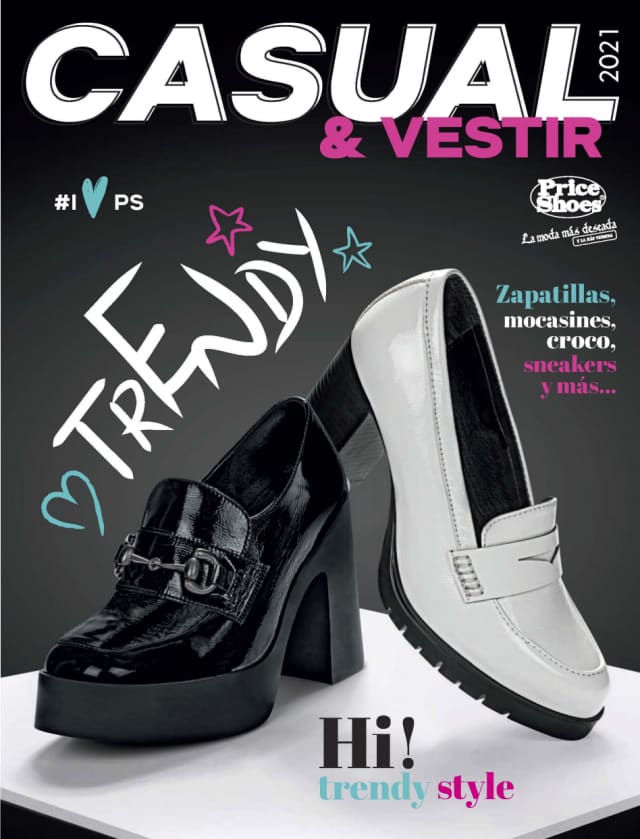 CASUAL
2021
& VESTIR
#I PS
Price
Shoes
La moda más deseada
TRENDY
Zapatillas,
mocasines,
croco,
sneakers
y más...
Hi!
trendy style